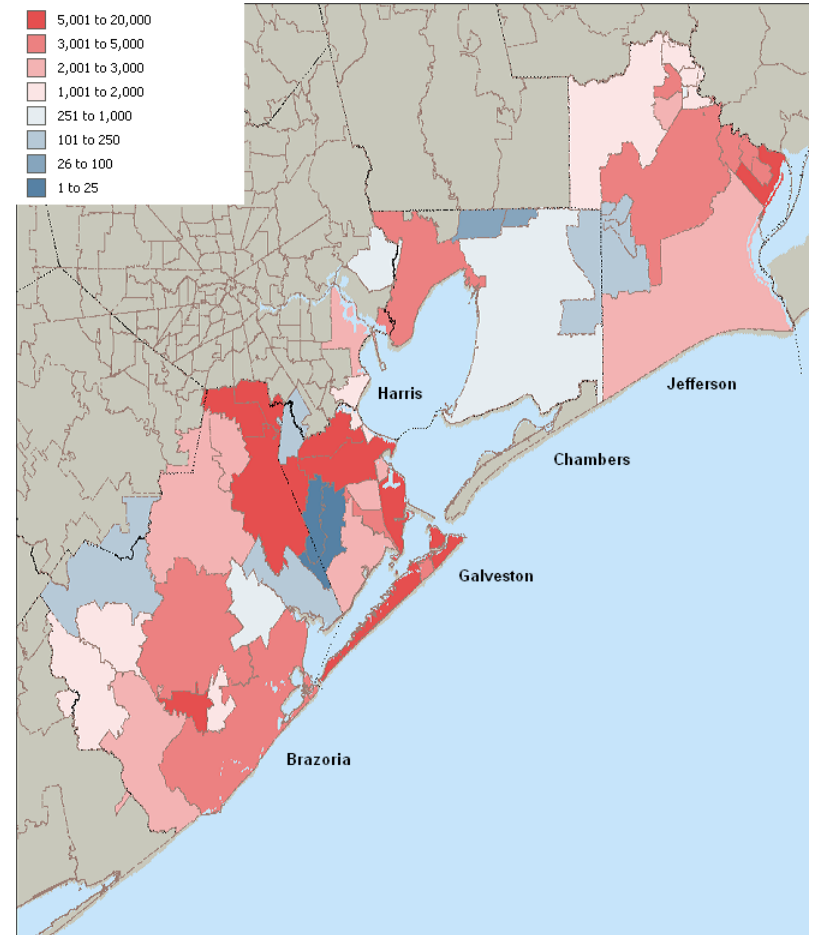 5,001 to 20,000
3,001 to 5,000
2,001 to 3,000
1,001 to 2,000
251 to 1,000
101 to 250
26 to 100
1 to 25
Harris
Jefferson
Chambers
Galveston
Brazoria